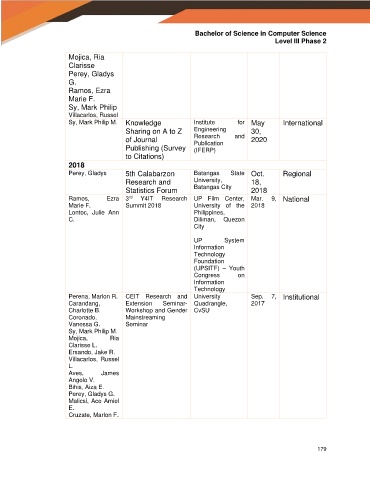 Bachelor of Science in Computer Science
Level III Phase 2
Mojica, Ria
Clarisse
Perey, Gladys
G.
Ramos, Ezra
Marie F.
Sy, Mark Philip
Villacarlos, Russel
Sy, Mark Philip M.
Knowledge
Sharing on A to Z
of Journal
Publishing (Survey
to Citations)
Institute for
Engineering
Research and
Publication
(IFERP)
May
30,
2020
International
2018
Perey, Gladys
5th Calabarzon
Research and
Statistics Forum
Batangas State
University,
Batangas City
Oct.
18,
2018
Regional
Ramos, Ezra
Marie F.
Lontoc, Julie Ann
C.
3rd Y4iT Research
Summit 2018
UP Film Center,
University of the
Philippines,
Diliman, Quezon
City
UP System
Information
Technology
Foundation
(UPSITF) – Youth
Congress on
Information
Technology
Mar. 9,
2018
National
Perena, Marlon R.
Carandang,
Charlotte B.
Coronado,
Vanessa G.
Sy, Mark Philip M.
Mojica, Ria
Clarisse L.
Ersando, Jake R.
Villacarlos, Russel
L.
Aves, James
Angelo V.
Bihis, Aiza E.
Perey, Gladys G.
Malicsi, Ace Amiel
E.
Cruzate, Marlon F.
CEIT Research and
Extension Seminar-
Workshop and Gender
Mainstreaming
Seminar
University
Quadrangle,
CvSU
Sep. 7,
2017
Institutional
179